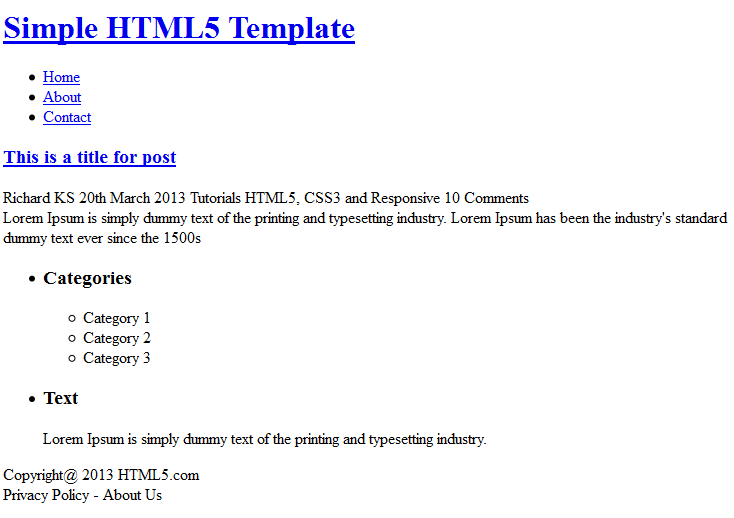 Simple HTML5 Template
Home
About
Contact
This is a title for post
Richard KS 20th March 2013 Tutorials HTML5, CSS3 and Responsive 10 Comments
Lorem Ipsum is simply dummy text of the printing and typesetting industry. Lorem Ipsum has been the industry's standard
dummy text ever since the 1500s
Categories
Category 1
Category 2
Category 3
Text
Lorem Ipsum is simply dummy text of the printing and typesetting industry.
Copyright@ 2013 HTML5.com
Privacy Policy - About Us